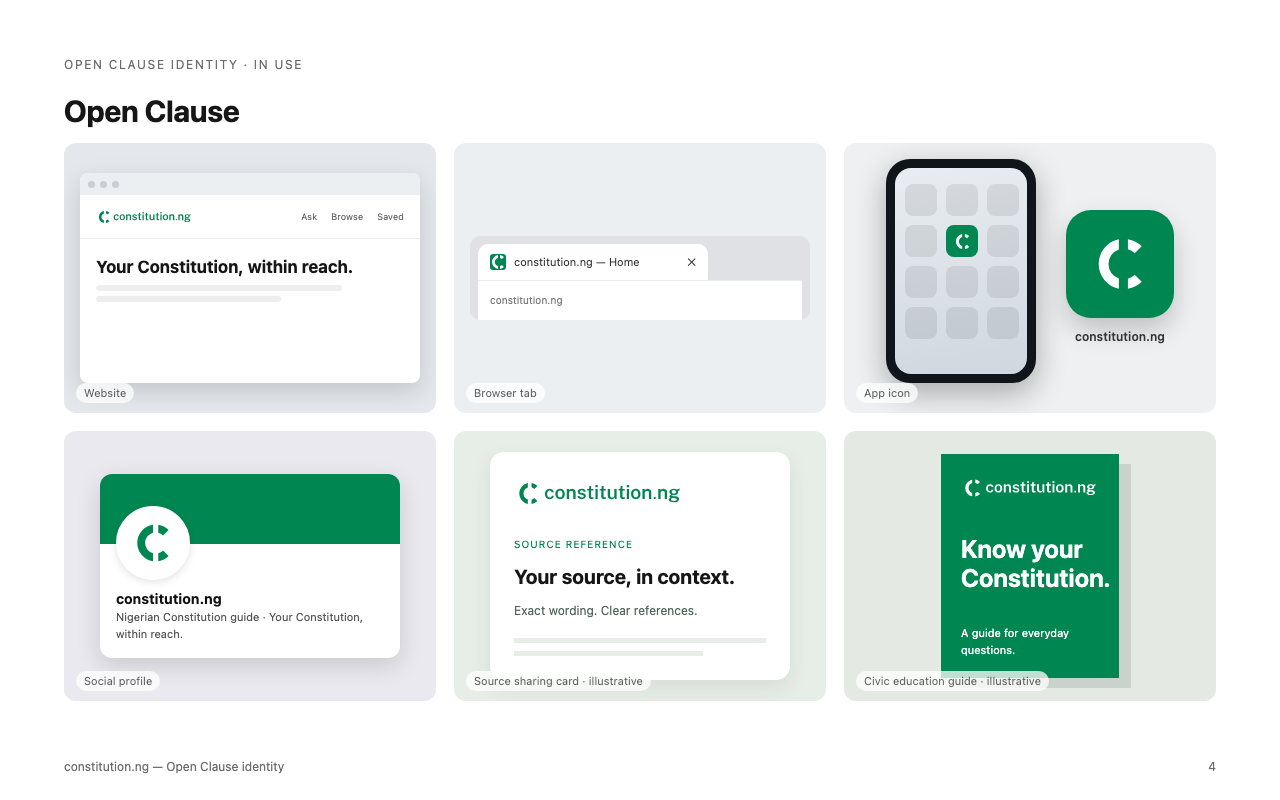 OPEN CLAUSE IDENTITY · IN USE
Open Clause
constitution.ng
Ask Browse Saved
Your Constitution, within reach.
Website
constitution.ng — Home
constitution.ng
Browser tab
constitution.ng
App icon
constitution.ng
Nigerian Constitution guide · Your Constitution,
within reach.
Social profile
constitution.ng
SOURCE REFERENCE
Your source, in context.
Exact wording. Clear references.
Source sharing card · illustrative
constitution.ng
Know your
Constitution.
A guide for everyday
questions.
Civic education guide · illustrative
constitution.ng — Open Clause identity
4